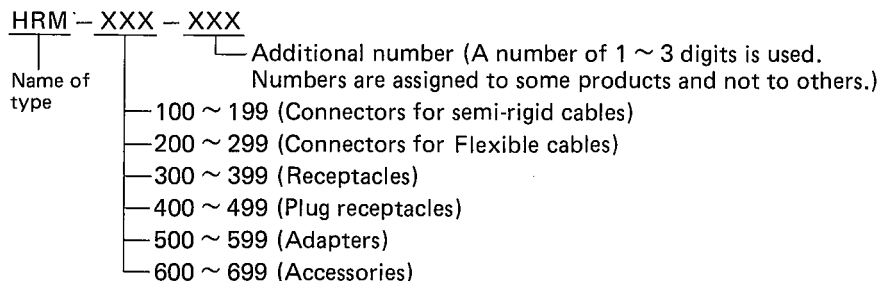 HRM – XXX – XXX
Additional number (A number of 1 ~ 3 digits is used.
Numbers are assigned to some products and not to others.)
Name of
type
100 ~ 199 (Connectors for semi-rigid cables)
200 ~ 299 (Connectors for Flexible cables)
300 ~ 399 (Receptacles)
400 ~ 499 (Plug receptacles)
500 ~ 599 (Adapters)
600 ~ 699 (Accessories)